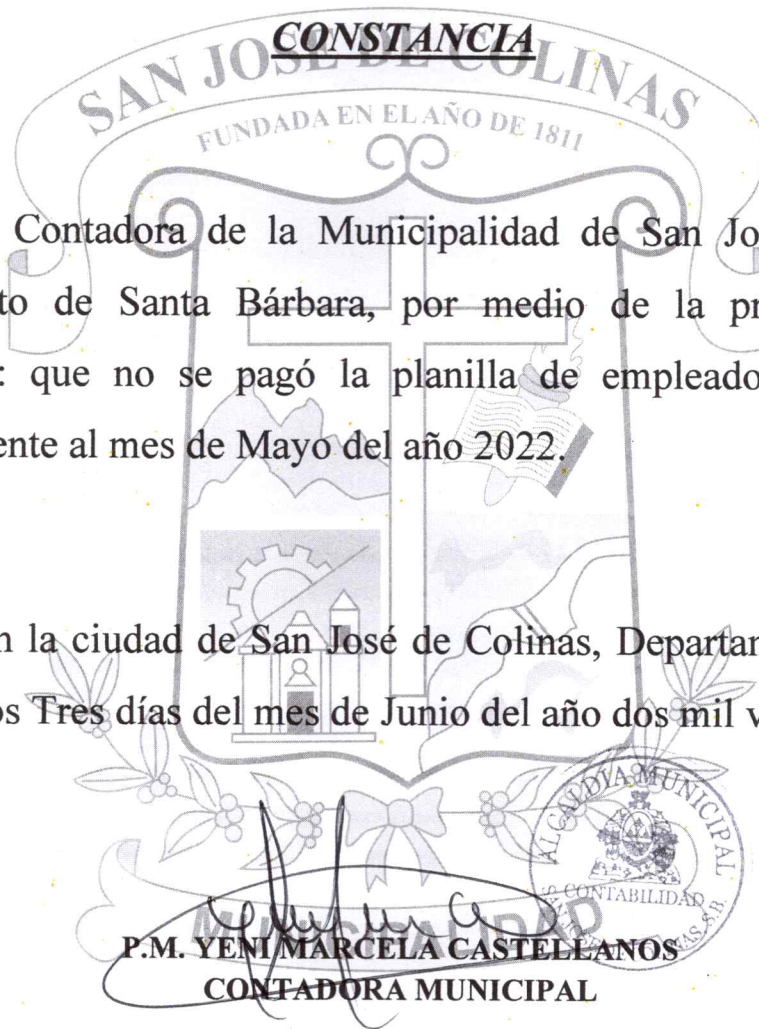 CONSTANCIA
SAN JOSE DE COLINAS
FUNDADA EN EL AÑO DE 1811
Contadora de la Municipalidad de San Jo
to de Santa Bárbara, por medio de la pr
: que no se pagó la planilla de empleado
ente al mes de Mayo del año 2022.
n la ciudad de San José de Colinas, Departan
os Tres días del mes de Junio del año dos mil v
ALCALDIA MUNICIPAL
CONTABILIDAD
MUNICIPALIDAD
P.M. YENI MARCELA CASTELLANOS
CONTADORA MUNICIPAL